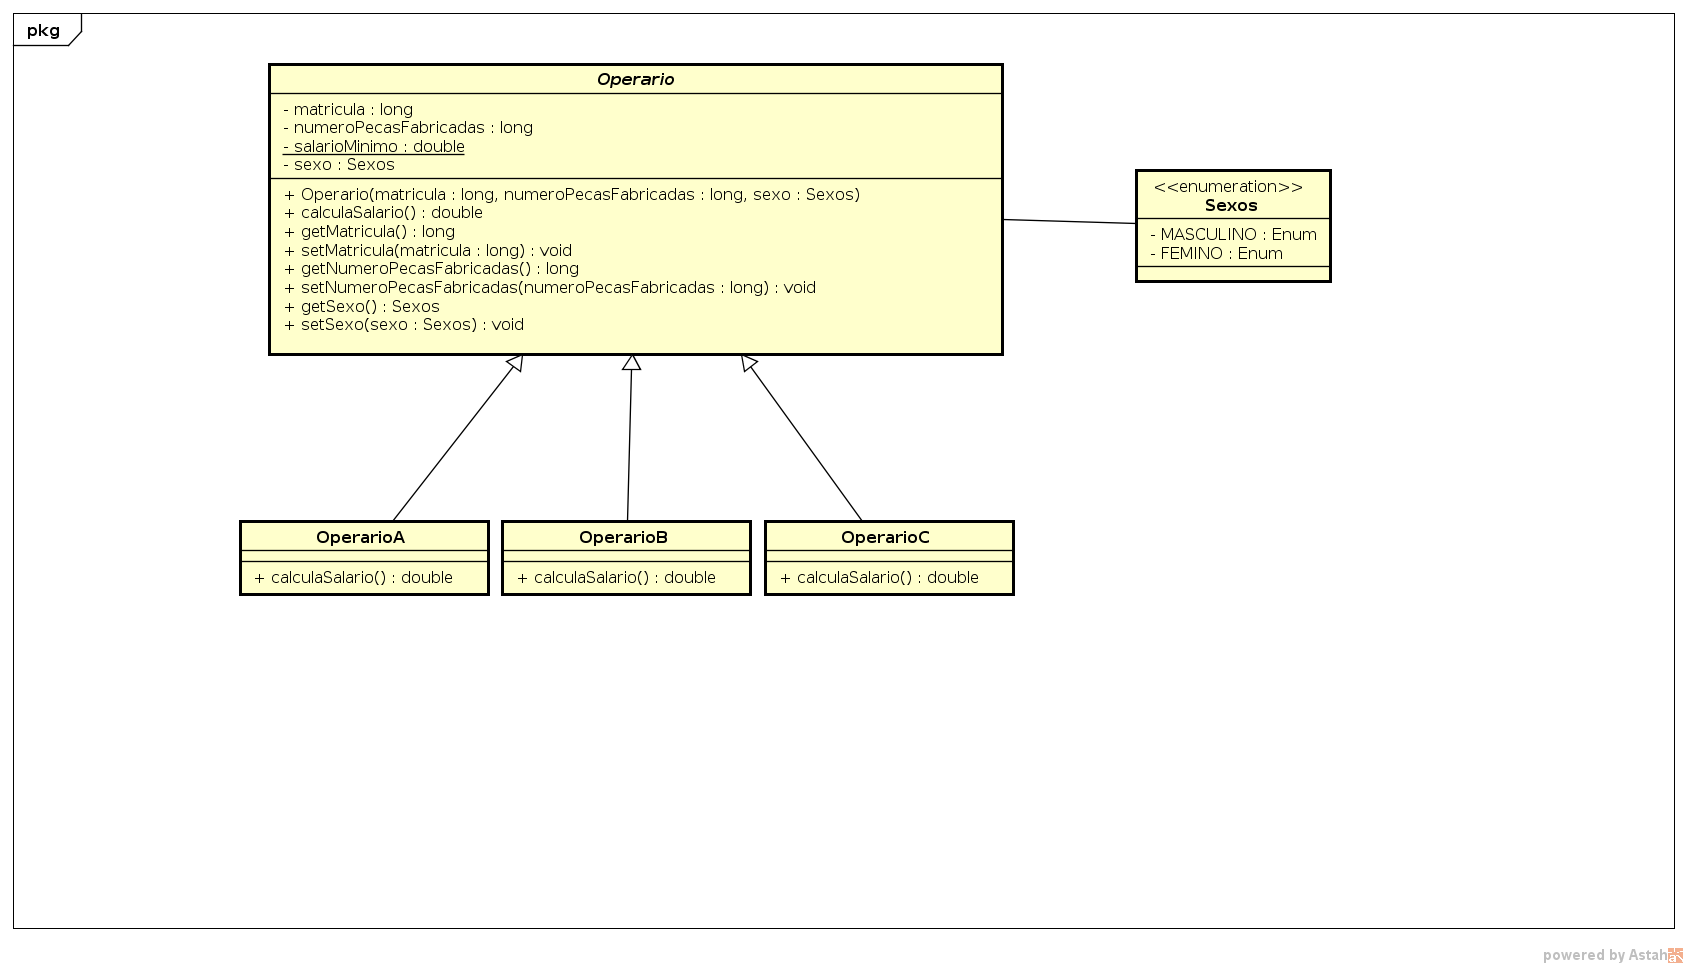 pkg
Operario
- matricula : long
- numeroPecasFabricadas : long
- salarioMinimo : double
- sexo : Sexos
+ Operario(matricula : long, numeroPecasFabricadas : long, sexo : Sexos)
+ calculaSalario() : double
+ getMatricula() : long
+ setMatricula(matricula : long) : void
+ getNumeroPecasFabricadas() : long
+ setNumeroPecasFabricadas(numeroPecasFabricadas : long) : void
+ getSexo() : Sexos
+ setSexo(sexo : Sexos) : void
<<enumeration>>
Sexos
- MASCULINO : Enum
- FEMINO : Enum
OperarioA
+ calculaSalario() : double
OperarioB
+ calculaSalario() : double
OperarioC
+ calculaSalario() : double
powered by Astah